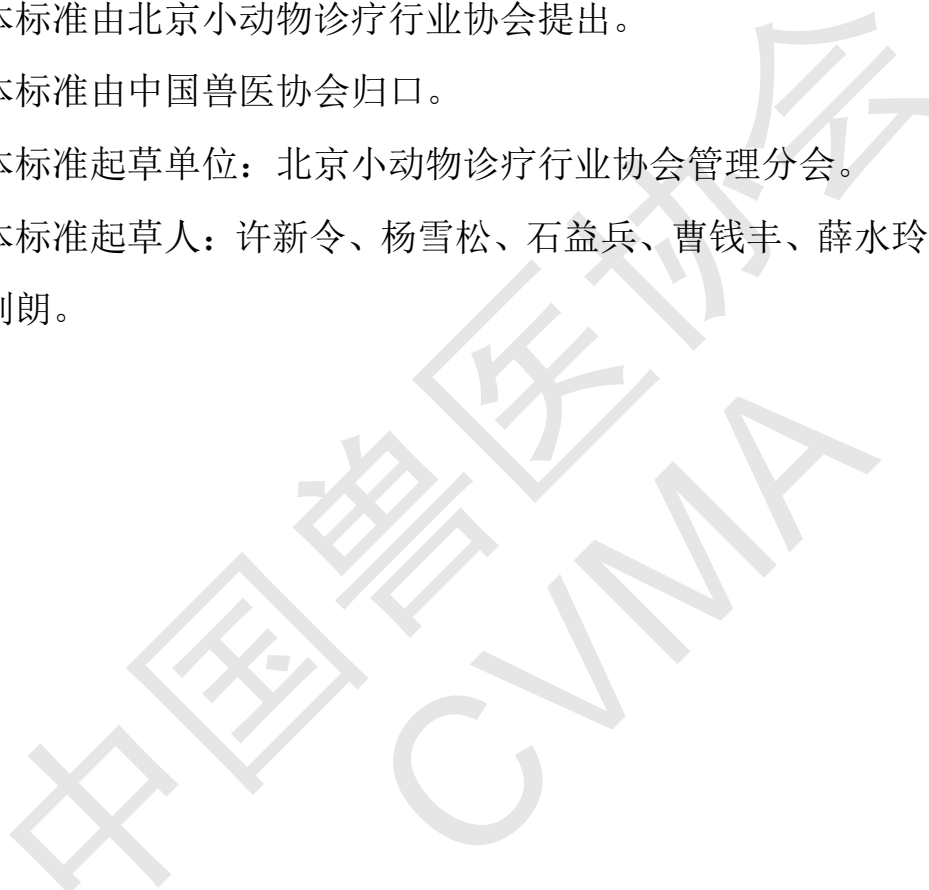 本标准由北京小动物诊疗行业协会提出。
本标准由中国兽医协会归口。
本标准起草单位：北京小动物诊疗行业协会管理分会。
本标准起草人：许新令、杨雪松、石益兵、曹钱丰、薛水玲
朗。
中国兽医协会
CVMA